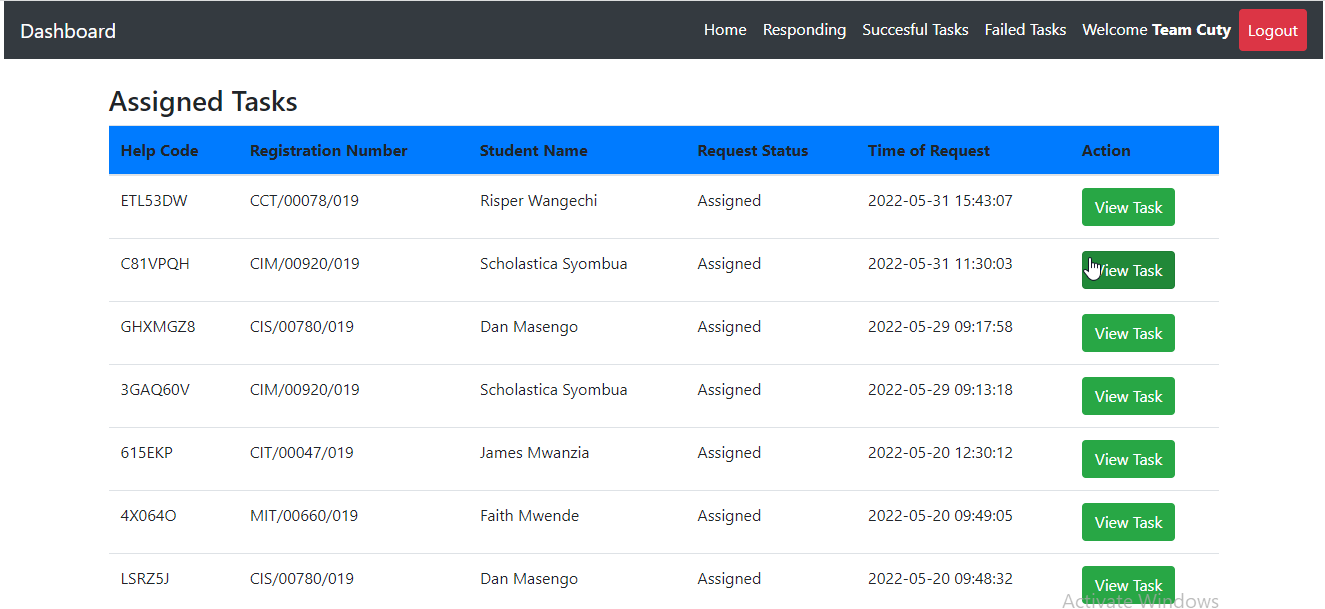 Dashboard Home Responding Succesful Tasks Failed Tasks Welcome Team Cuty Logout
Assigned Tasks
Help Code Registration Number Student Name Request Status Time of Request Action
ETL53DW CCT/00078/019 Risper Wangechi Assigned 2022-05-31 15:43:07 View Task
C81VPQH CIM/00920/019 Scholastica Syombua Assigned 2022-05-31 11:30:03 View Task
GHXMGZ8 CIS/00780/019 Dan Masengo Assigned 2022-05-29 09:17:58 View Task
3GAQ60V CIM/00920/019 Scholastica Syombua Assigned 2022-05-29 09:13:18 View Task
615EKP CIT/00047/019 James Mwanzia Assigned 2022-05-20 12:30:12 View Task
4X064O MIT/00660/019 Faith Mwende Assigned 2022-05-20 09:49:05 View Task
LSRZ5J CIS/00780/019 Dan Masengo Assigned 2022-05-20 09:48:32 View Task
Activate Windows